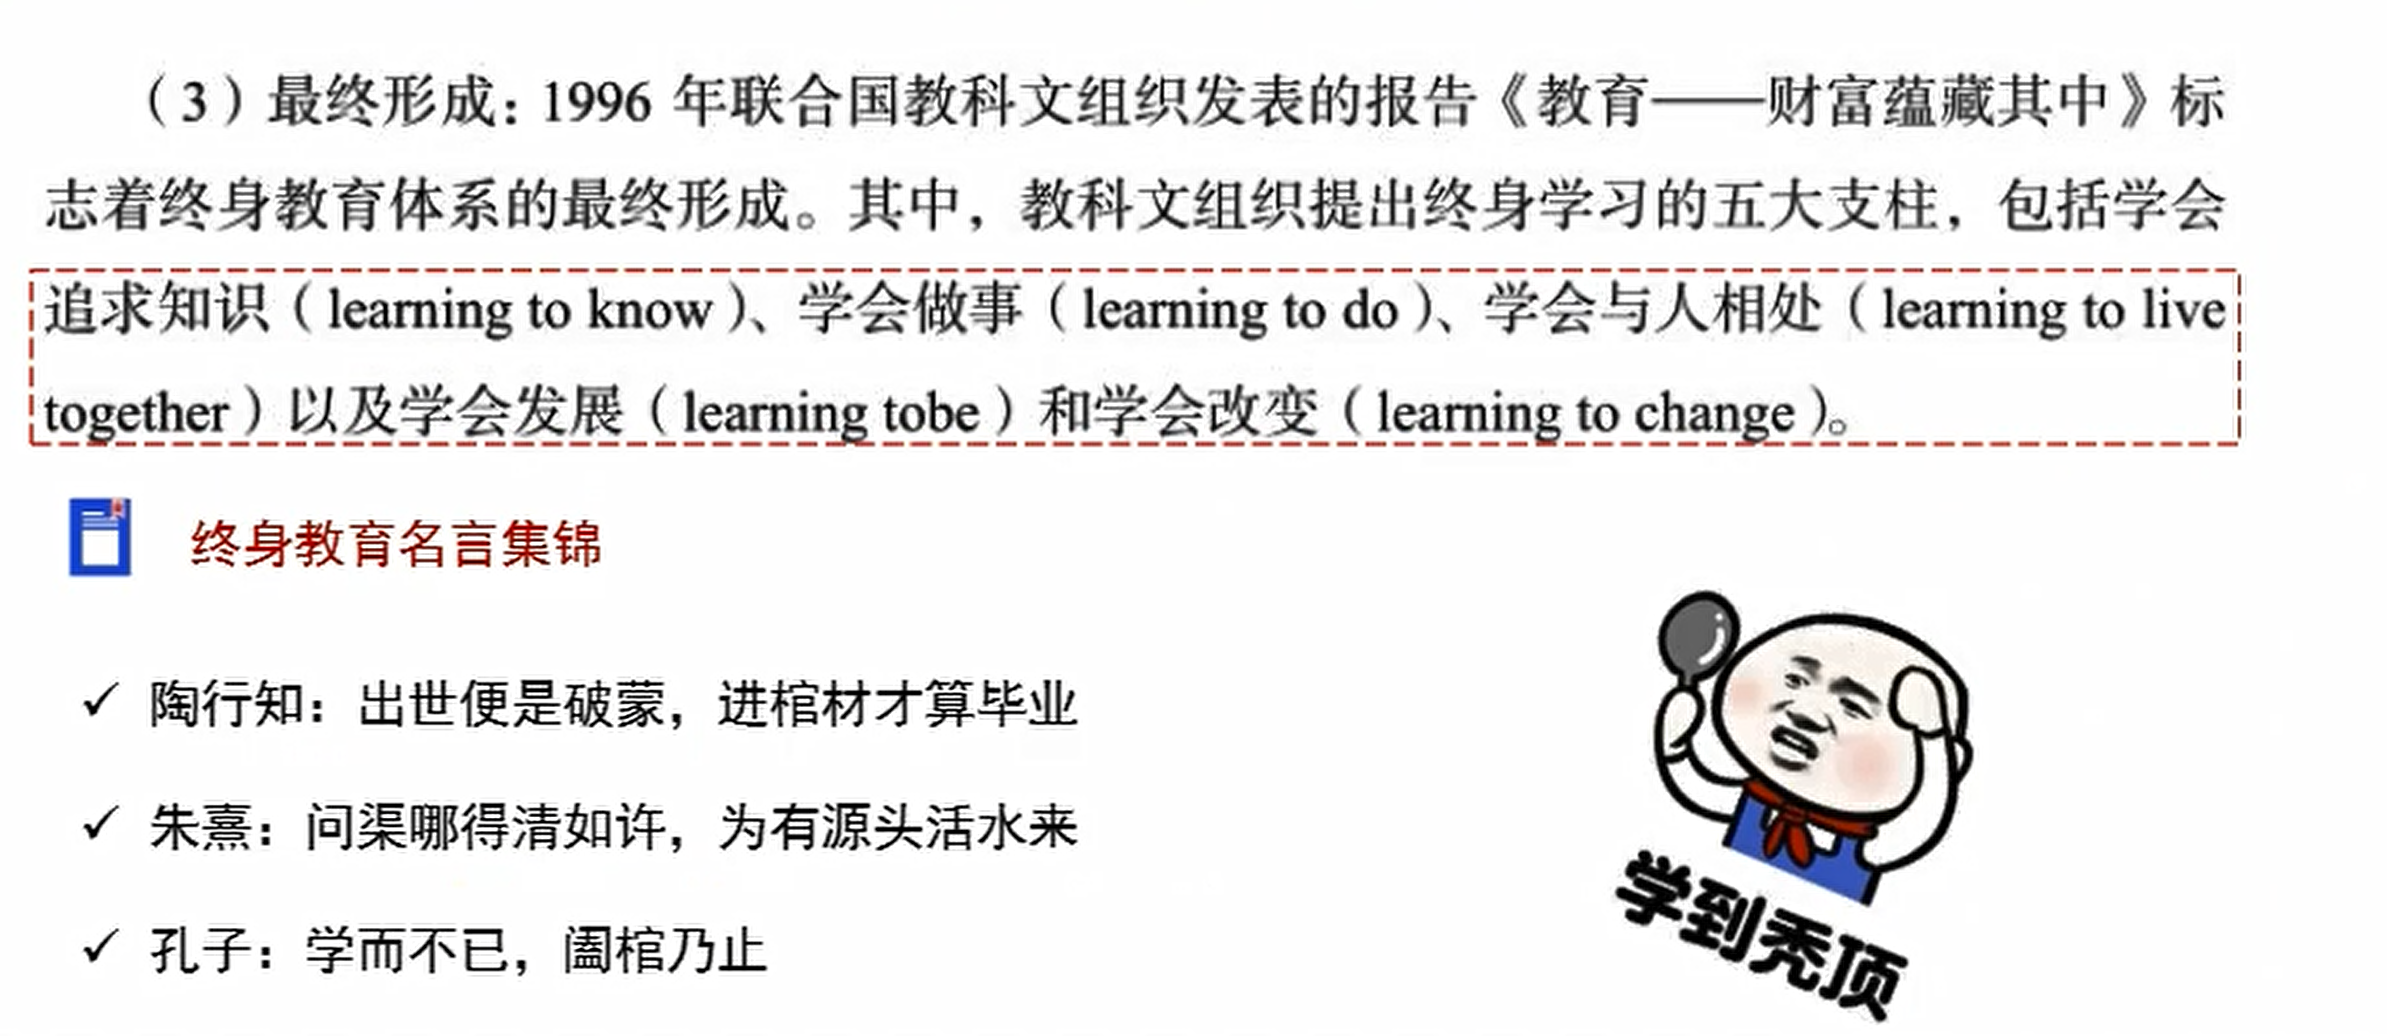 （3）最终形成：1996 年联合国教科文组织发表的报告《教育——财富蕴藏其中》标
志着终身教育体系的最终形成。其中，教科文组织提出终身学习的五大支柱，包括学会
追求知识（learning to know）、学会做事（learning to do）、学会与人相处（learning to live
together）以及学会发展（learning tobe）和学会改变（learning to change）。
终身教育名言集锦
✓ 陶行知：出世便是破蒙，进棺材才算毕业
✓ 朱熹：问渠哪得清如许，为有源头活水来
✓ 孔子：学而不已，阖棺乃止
学到秃顶